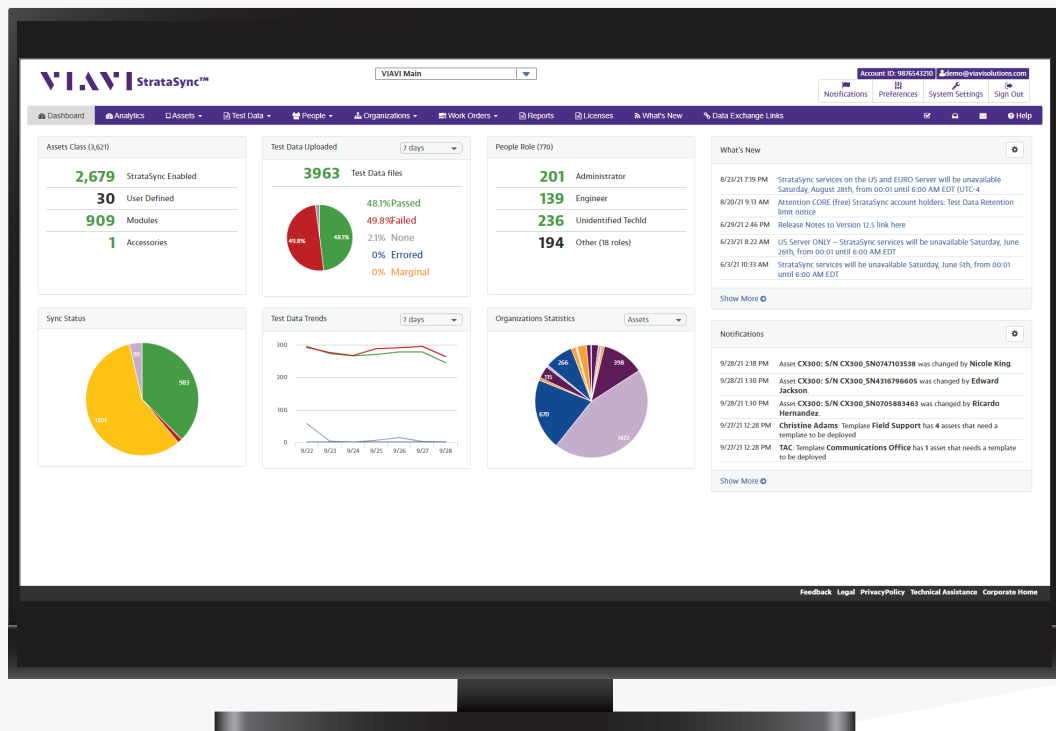 VIAVI StrataSync™
VIAVI Main
Account ID: 9876543210 demo@viavisolutions.com
Notifications Preferences System Settings Sign Out
Dashboard Analytics Assets Test Data People Organizations Work Orders Reports Licenses What's New Data Exchange Links Help
Assets Class (3,621)
2,679 StrataSync Enabled
30 User Defined
909 Modules
1 Accessories
Test Data Uploaded 7 days
3963 Test Data files
49.8% 48.1%
48.1% Passed
49.8% Failed
2.1% None
0% Errored
0% Marginal
People Role (770)
201 Administrator
139 Engineer
236 Unidentified TechId
194 Other (18 roles)
What's New
8/23/21 7:19 PM StrataSync services on the US and EURO Server will be unavailable
Saturday, August 28th, from 00:01 until 6:00 AM EDT (UTC-4
8/20/21 9:13 AM Attention CORE (free) StrataSync account holders: Test Data Retention
limit notice
6/29/21 2:46 PM Release Notes to Version 12.5 link here
6/23/21 8:22 AM US Server ONLY – StrataSync services will be unavailable Saturday, June
26th, from 00:01 until 6:00 AM EDT
6/3/21 10:33 AM StrataSync services will be unavailable Saturday, June 5th, from 00:01
until 6:00 AM EDT
Show More
Sync Status
95
983
1501
Test Data Trends 7 days
300
200
100
0
9/22 9/23 9/24 9/25 9/26 9/27 9/28
Organizations Statistics Assets
266
398
115
670
1472
Notifications
9/28/21 2:18 PM Asset CX300: S/N CX300_SN0747103538 was changed by Nicole King.
9/28/21 1:30 PM Asset CX300: S/N CX300_SN4316796605 was changed by Edward
Jackson.
9/28/21 1:30 PM Asset CX300: S/N CX300_SN0705883463 was changed by Ricardo
Hernandez.
9/27/21 12:28 PM Christine Adams: Template Field Support has 4 assets that need a
template to be deployed
9/27/21 12:28 PM TAC: Template Communications Office has 1 asset that needs a template
to be deployed
Show More
Feedback Legal PrivacyPolicy Technical Assistance Corporate Home